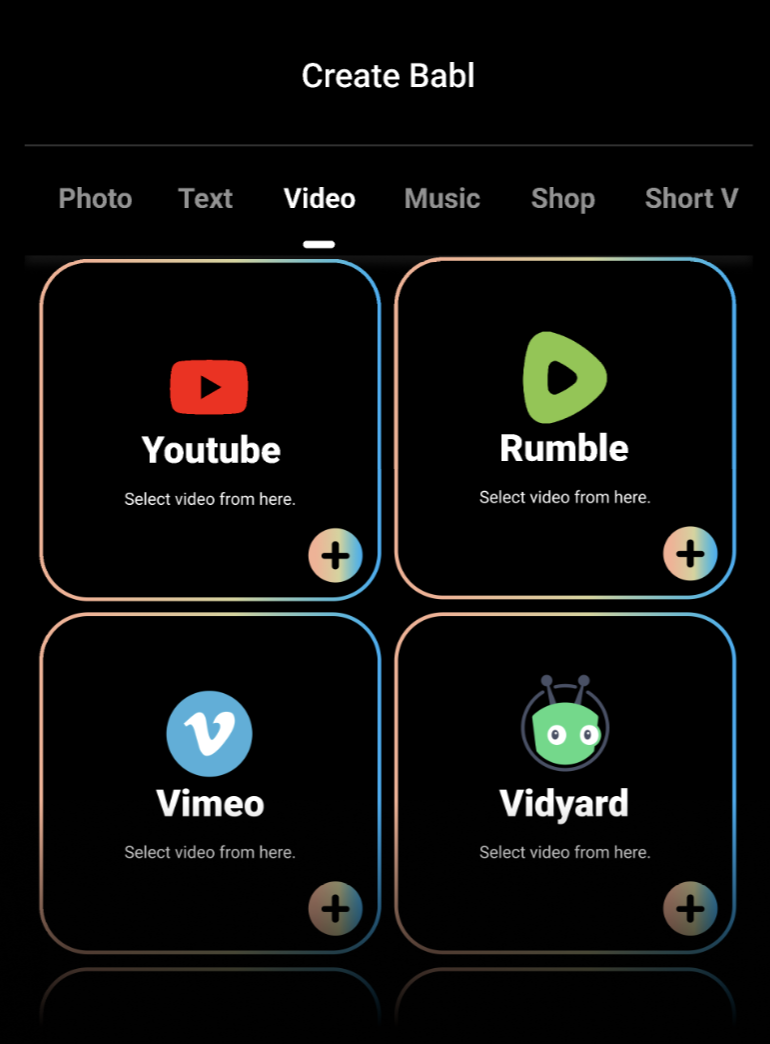 Create Babl
Photo Text Video Music Shop Short V
Youtube
Select video from here.
Rumble
Select video from here.
Vimeo
Select video from here.
Vidyard
Select video from here.